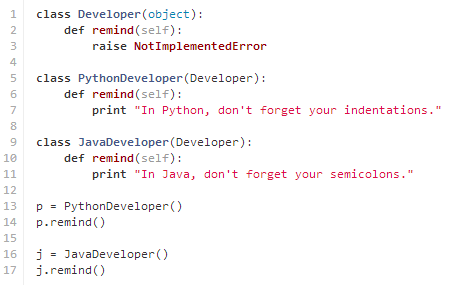 1 class Developer(object):
2     def remind(self):
3         raise NotImplementedError
4
5 class PythonDeveloper(Developer):
6     def remind(self):
7         print "In Python, don't forget your indentations."
8
9 class JavaDeveloper(Developer):
10     def remind(self):
11         print "In Java, don't forget your semicolons."
12
13 p = PythonDeveloper()
14 p.remind()
15
16 j = JavaDeveloper()
17 j.remind()